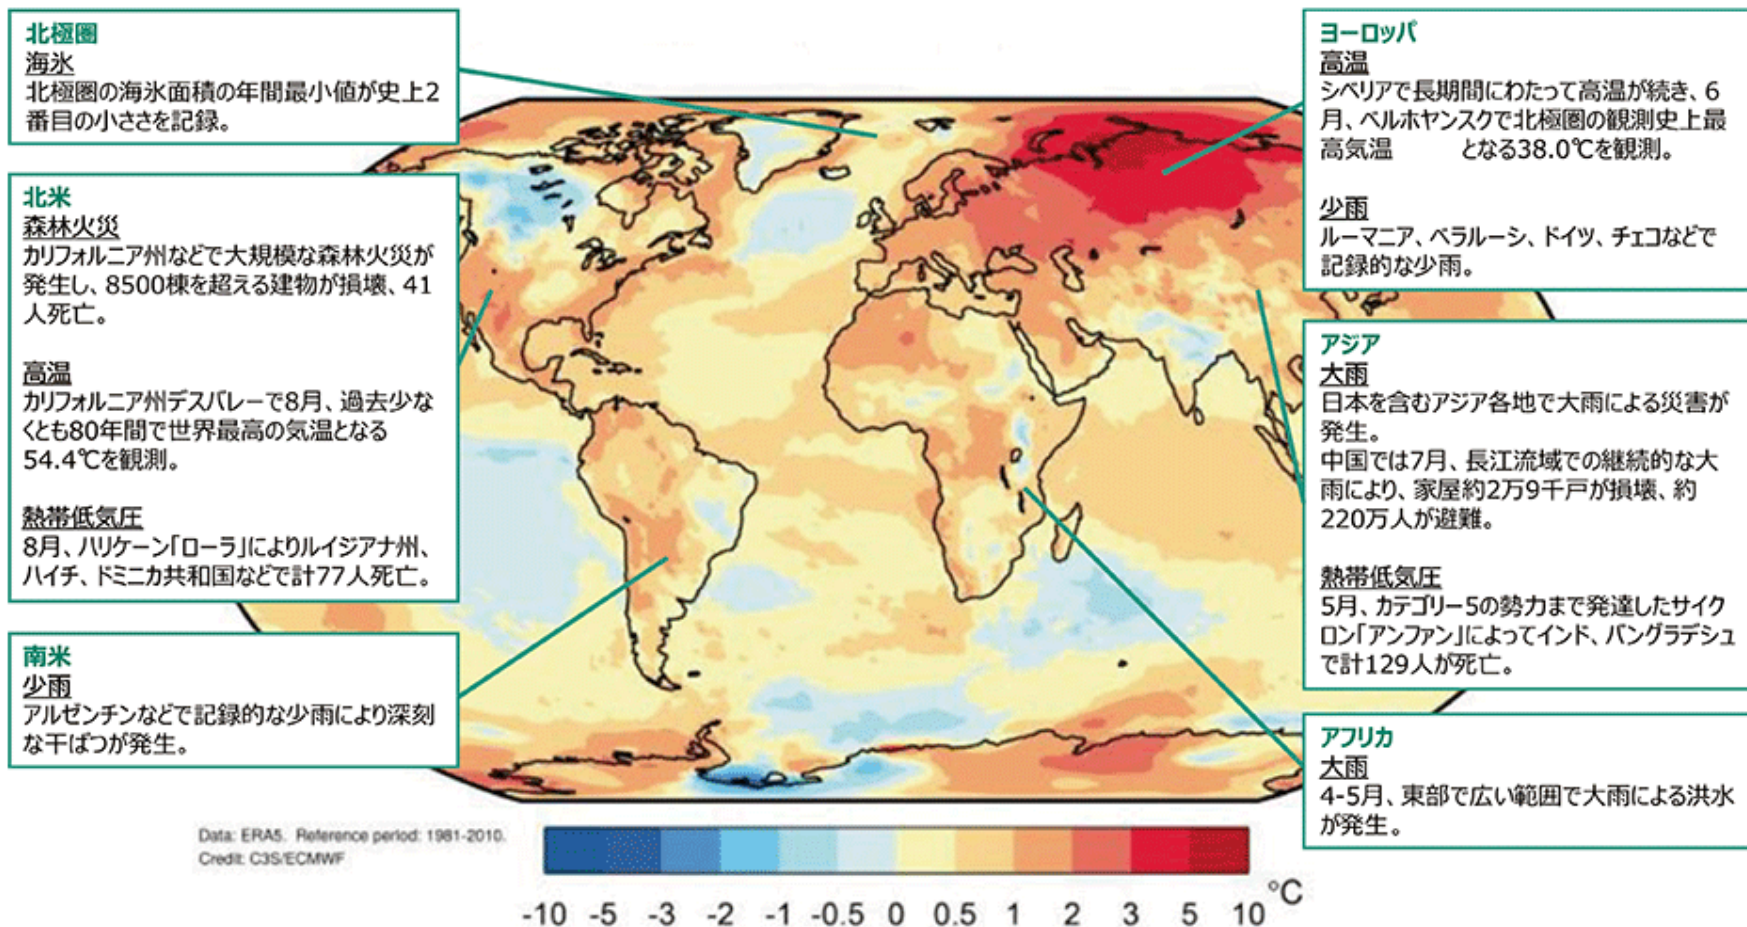 北極圏
海氷
北極圏の海氷面積の年間最小値が史上2
番目の小ささを記録。
北米
森林火災
カリフォルニア州などで大規模な森林火災が
発生し、8500棟を超える建物が損壊、41
人死亡。
高温
カリフォルニア州デスバレーで8月、過去少な
くとも80年間で世界最高の気温となる
54.4℃を観測。
熱帯低気圧
8月、ハリケーン「ローラ」によりルイジアナ州、
ハイチ、ドミニカ共和国などで計77人死亡。
南米
少雨
アルゼンチンなどで記録的な少雨により深刻
な干ばつが発生。
ヨーロッパ
高温
シベリアで長期間にわたって高温が続き、6
月、ベルホヤンスクで北極圏の観測史上最
高気温　　　となる38.0℃を観測。
少雨
ルーマニア、ベラルーシ、ドイツ、チェコなどで
記録的な少雨。
アジア
大雨
日本を含むアジア各地で大雨による災害が
発生。
中国では7月、長江流域での継続的な大
雨により、家屋約2万9千戸が損壊、約
220万人が避難。
熱帯低気圧
5月、カテゴリー5の勢力まで発達したサイク
ロン「アンファン」によってインド、バングラデシュ
で計129人が死亡。
アフリカ
大雨
4-5月、東部で広い範囲で大雨による洪水
が発生。
Data: ERA5. Reference period: 1981-2010.
Credit: C3S/ECMWF
℃
-10 -5 -3 -2 -1 -0.5 0 0.5 1 2 3 5 10